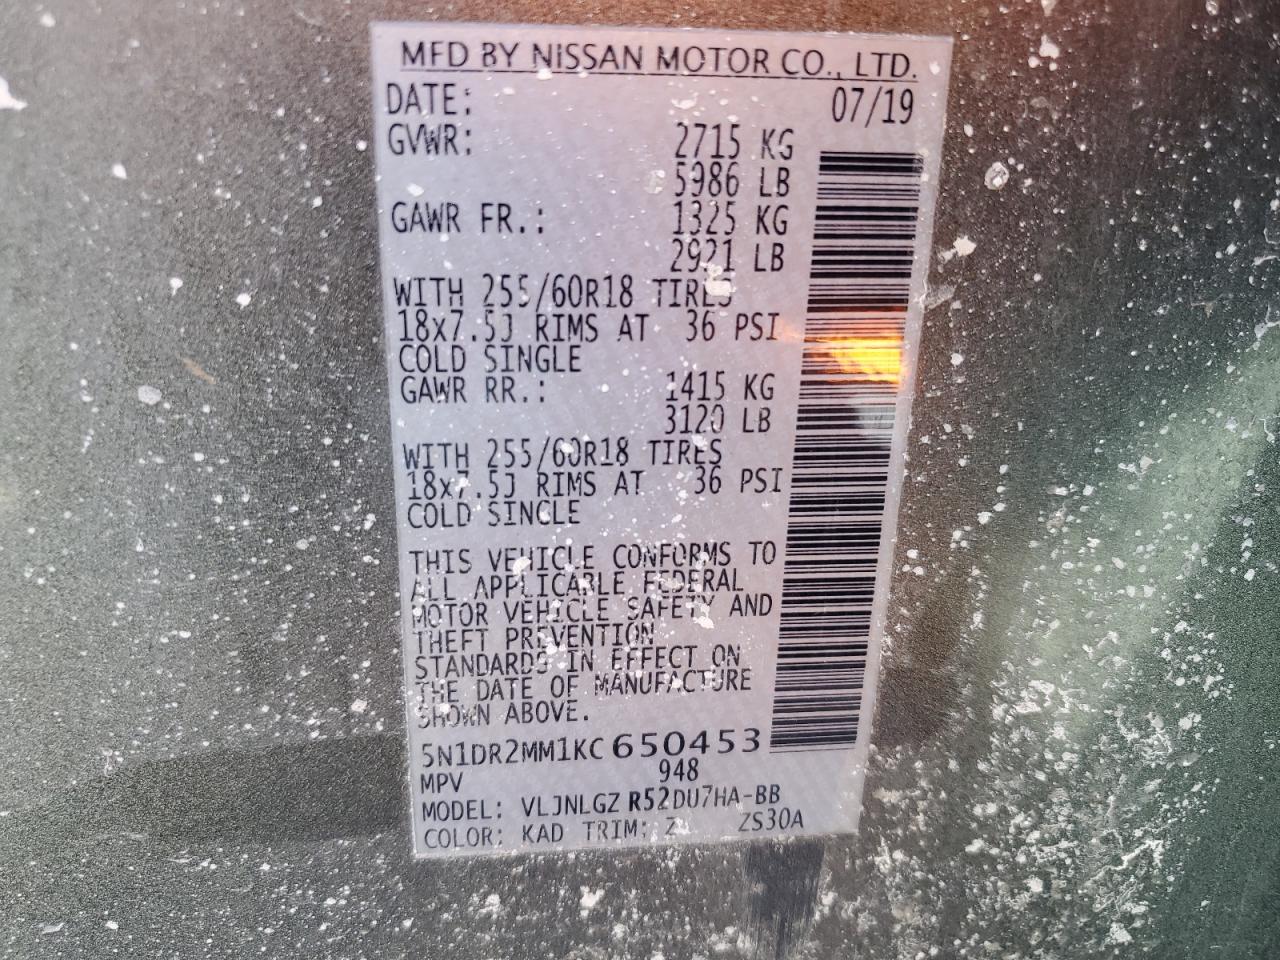 MFD BY NISSAN MOTOR CO., LTD.
DATE: 07/19
GVWR: 2715 KG
5986 LB
GAWR FR.: 1325 KG
2921 LB
WITH 255/60R18 TIRES
18x7.5J RIMS AT 36 PSI
COLD SINGLE
GAWR RR.: 1415 KG
3120 LB
WITH 255/60R18 TIRES
18x7.5J RIMS AT 36 PSI
COLD SINGLE
THIS VEHICLE CONFORMS TO
ALL APPLICABLE FEDERAL
MOTOR VEHICLE SAFETY AND
THEFT PREVENTION
STANDARDS IN EFFECT ON
THE DATE OF MANUFACTURE
SHOWN ABOVE.
5N1DR2MM1KC650453
MPV 948
MODEL: VLJNLGZ R52DU7HA-BB
COLOR: KAD TRIM: ZS30A